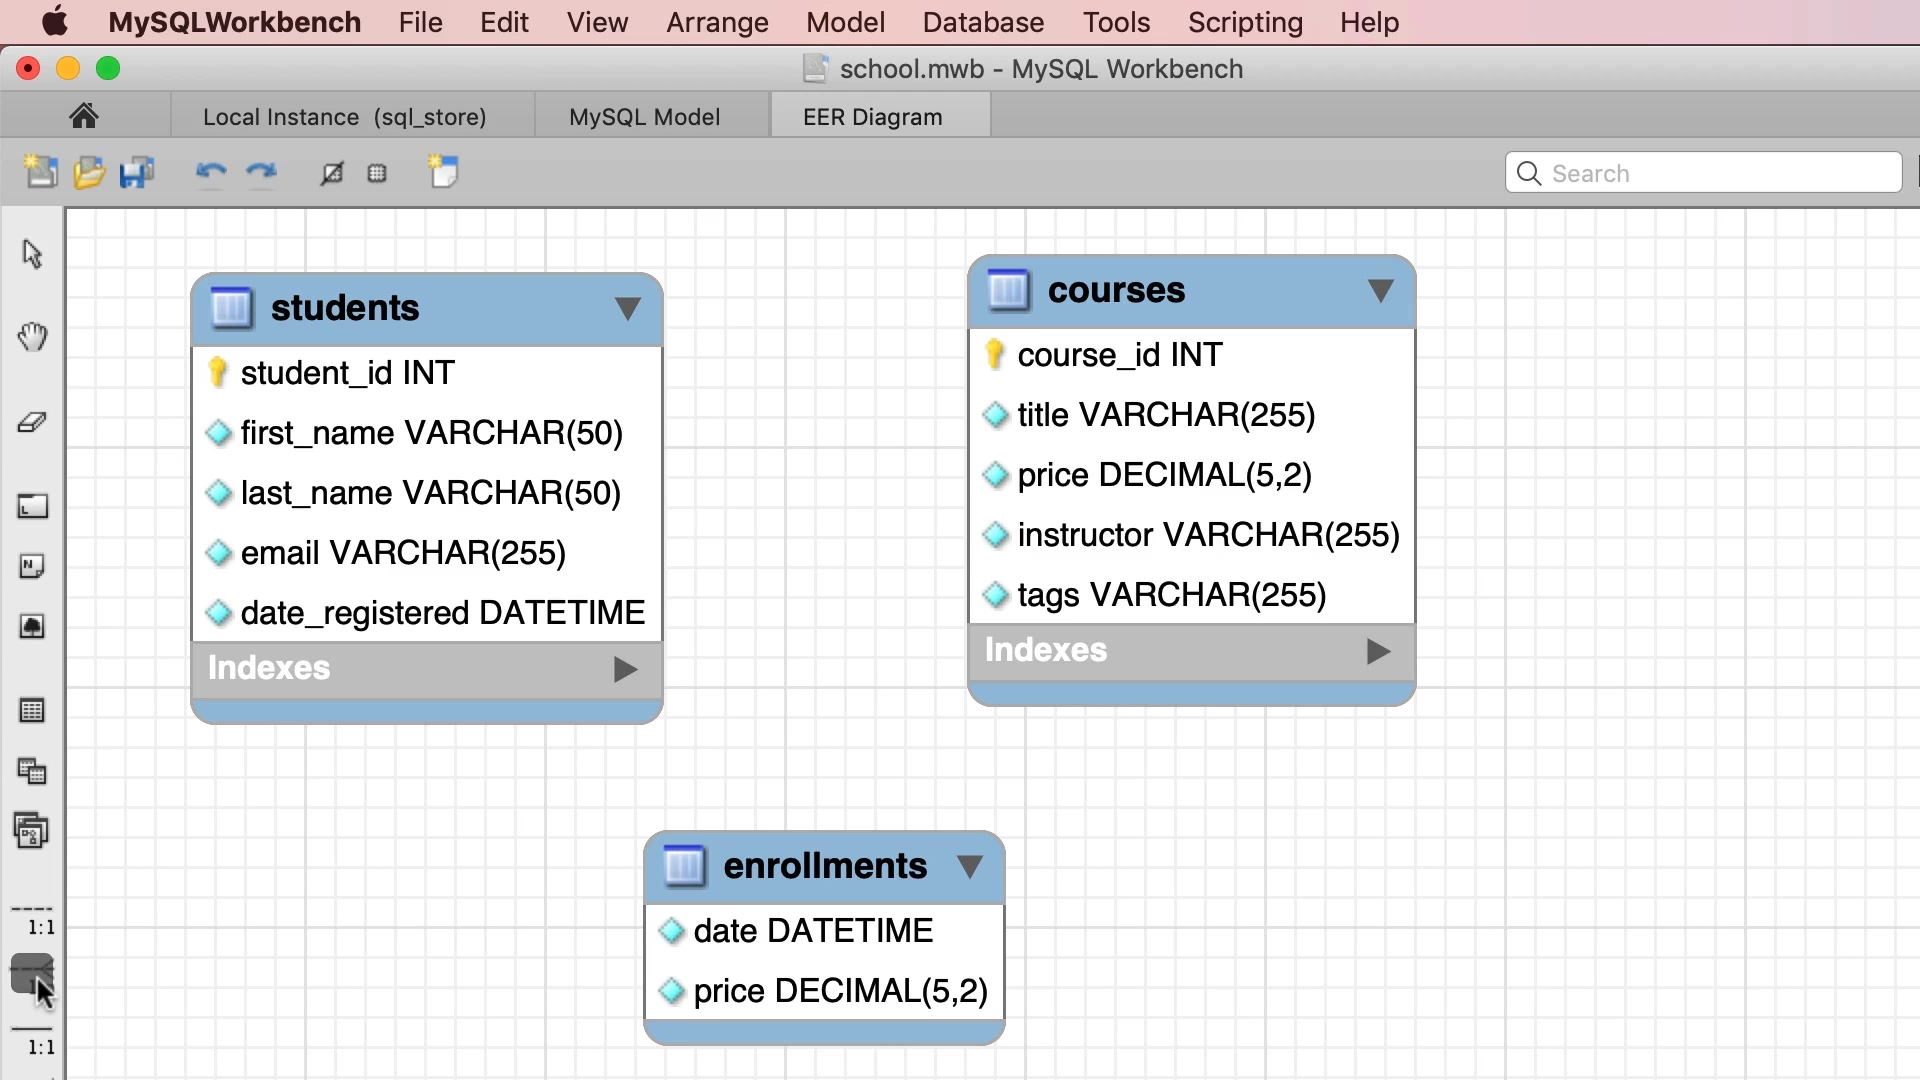 MySQLWorkbench File Edit View Arrange Model Database Tools Scripting Help
school.mwb - MySQL Workbench
Local Instance (sql_store) MySQL Model EER Diagram
Search
students
student_id INT
first_name VARCHAR(50)
last_name VARCHAR(50)
email VARCHAR(255)
date_registered DATETIME
Indexes
courses
course_id INT
title VARCHAR(255)
price DECIMAL(5,2)
instructor VARCHAR(255)
tags VARCHAR(255)
Indexes
enrollments
date DATETIME
price DECIMAL(5,2)
1:1
1:1